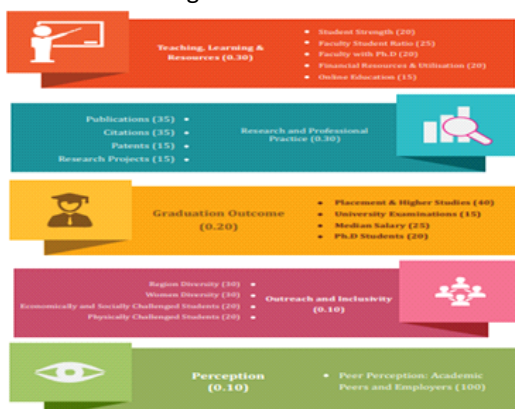 Teaching, Learning &
Resources (0.30)
• Student Strength (20)
• Faculty Student Ratio (25)
• Faculty with Ph.D (20)
• Financial Resources & Utilisation (20)
• Online Education (15)
Publications (35) •
Citations (35) •
Patents (15) •
Research Projects (15) •
Research and Professional
Practice (0.30)
Graduation Outcome
(0.20)
• Placement & Higher Studies (40)
• University Examinations (15)
• Median Salary (25)
• Ph.D Students (20)
Region Diversity (30) •
Women Diversity (30) •
Economically and Socially Challenged Students (20) •
Physically Challenged Students (20) •
Outreach and Inclusivity
(0.10)
Perception
(0.10)
• Peer Perception: Academic
Peers and Employers (100)